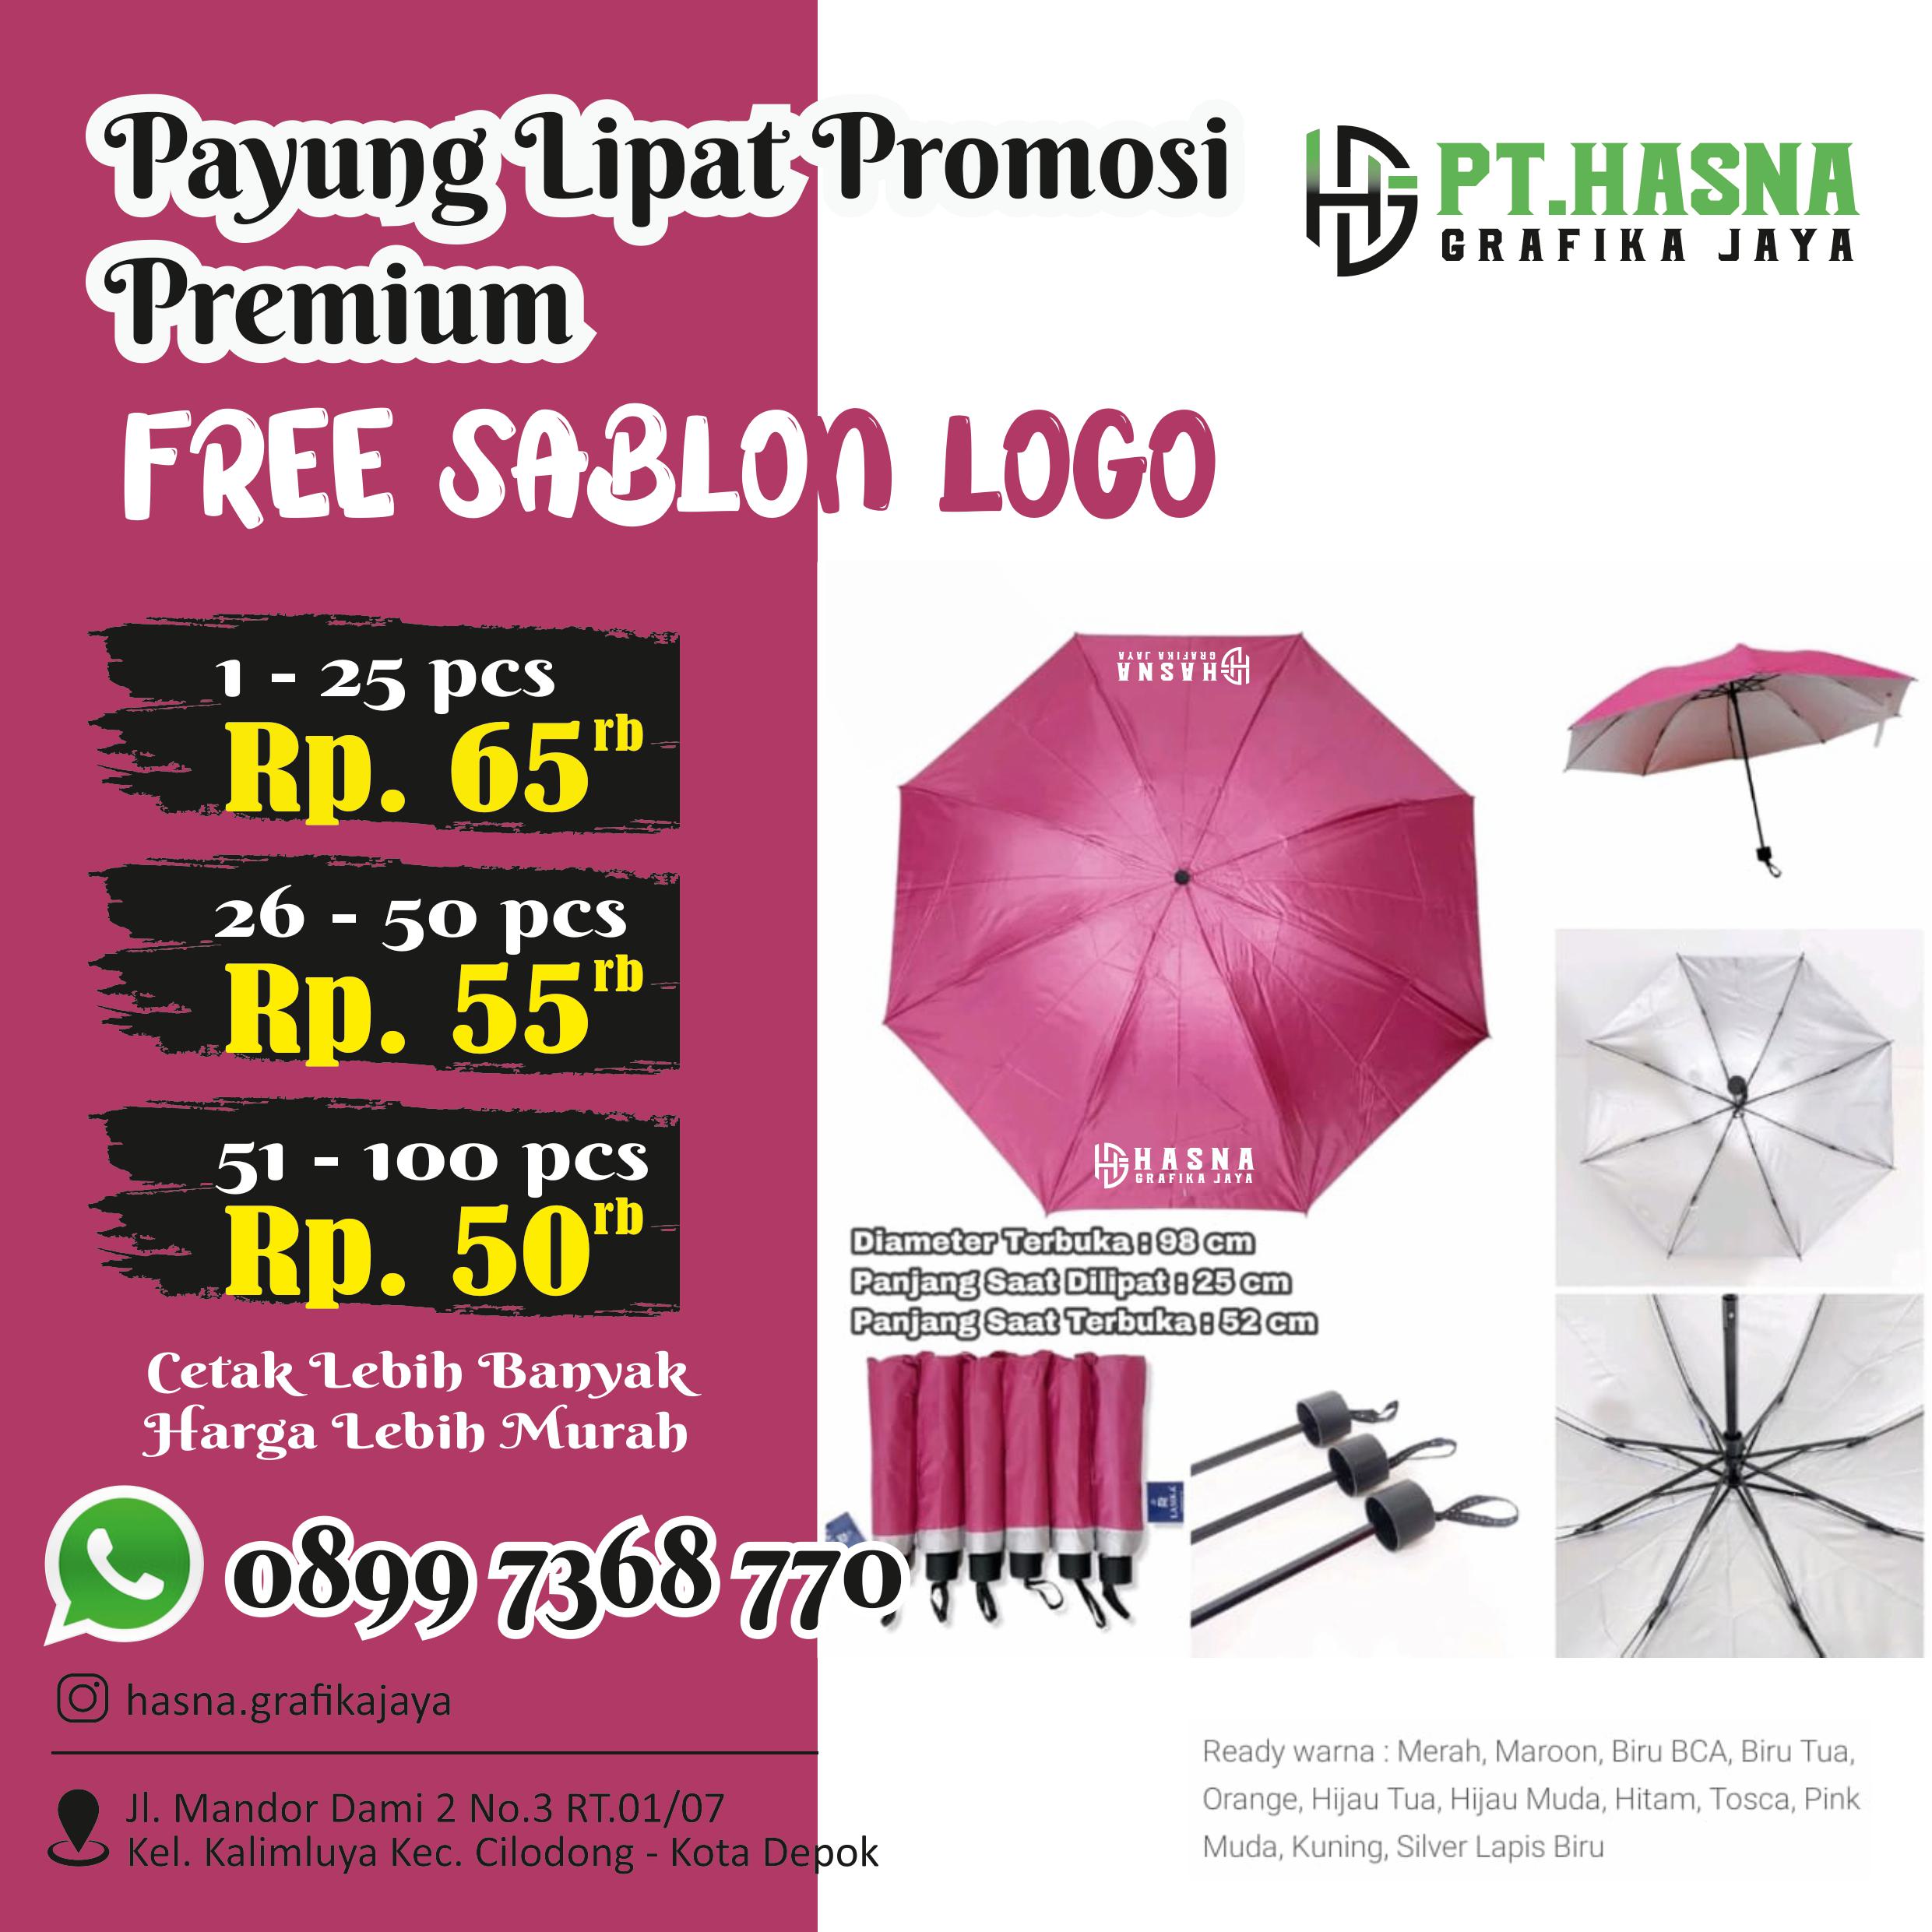 Payung Lipat Promosi
Premium
PT.HASNA
GRAFIKA JAYA
FREE SABLON LOGO
1 - 25 pcs
Rp. 65rb
26 - 50 pcs
Rp. 55rb
51 - 100 pcs
Rp. 50rb
Cetak Lebih Banyak
Harga Lebih Murah
0899 7368 770
hasna.grafikajaya
Jl. Mandor Dami 2 No.3 RT.01/07
Kel. Kalimluya Kec. Cilodong - Kota Depok
HASNA
GRAFIKA JAYA
HASNA
GRAFIKA JAYA
Diameter Terbuka : 98 cm
Panjang Saat Dilipat : 25 cm
Panjang Saat Terbuka : 52 cm
Ready warna : Merah, Maroon, Biru BCA, Biru Tua,
Orange, Hijau Tua, Hijau Muda, Hitam, Tosca, Pink
Muda, Kuning, Silver Lapis Biru